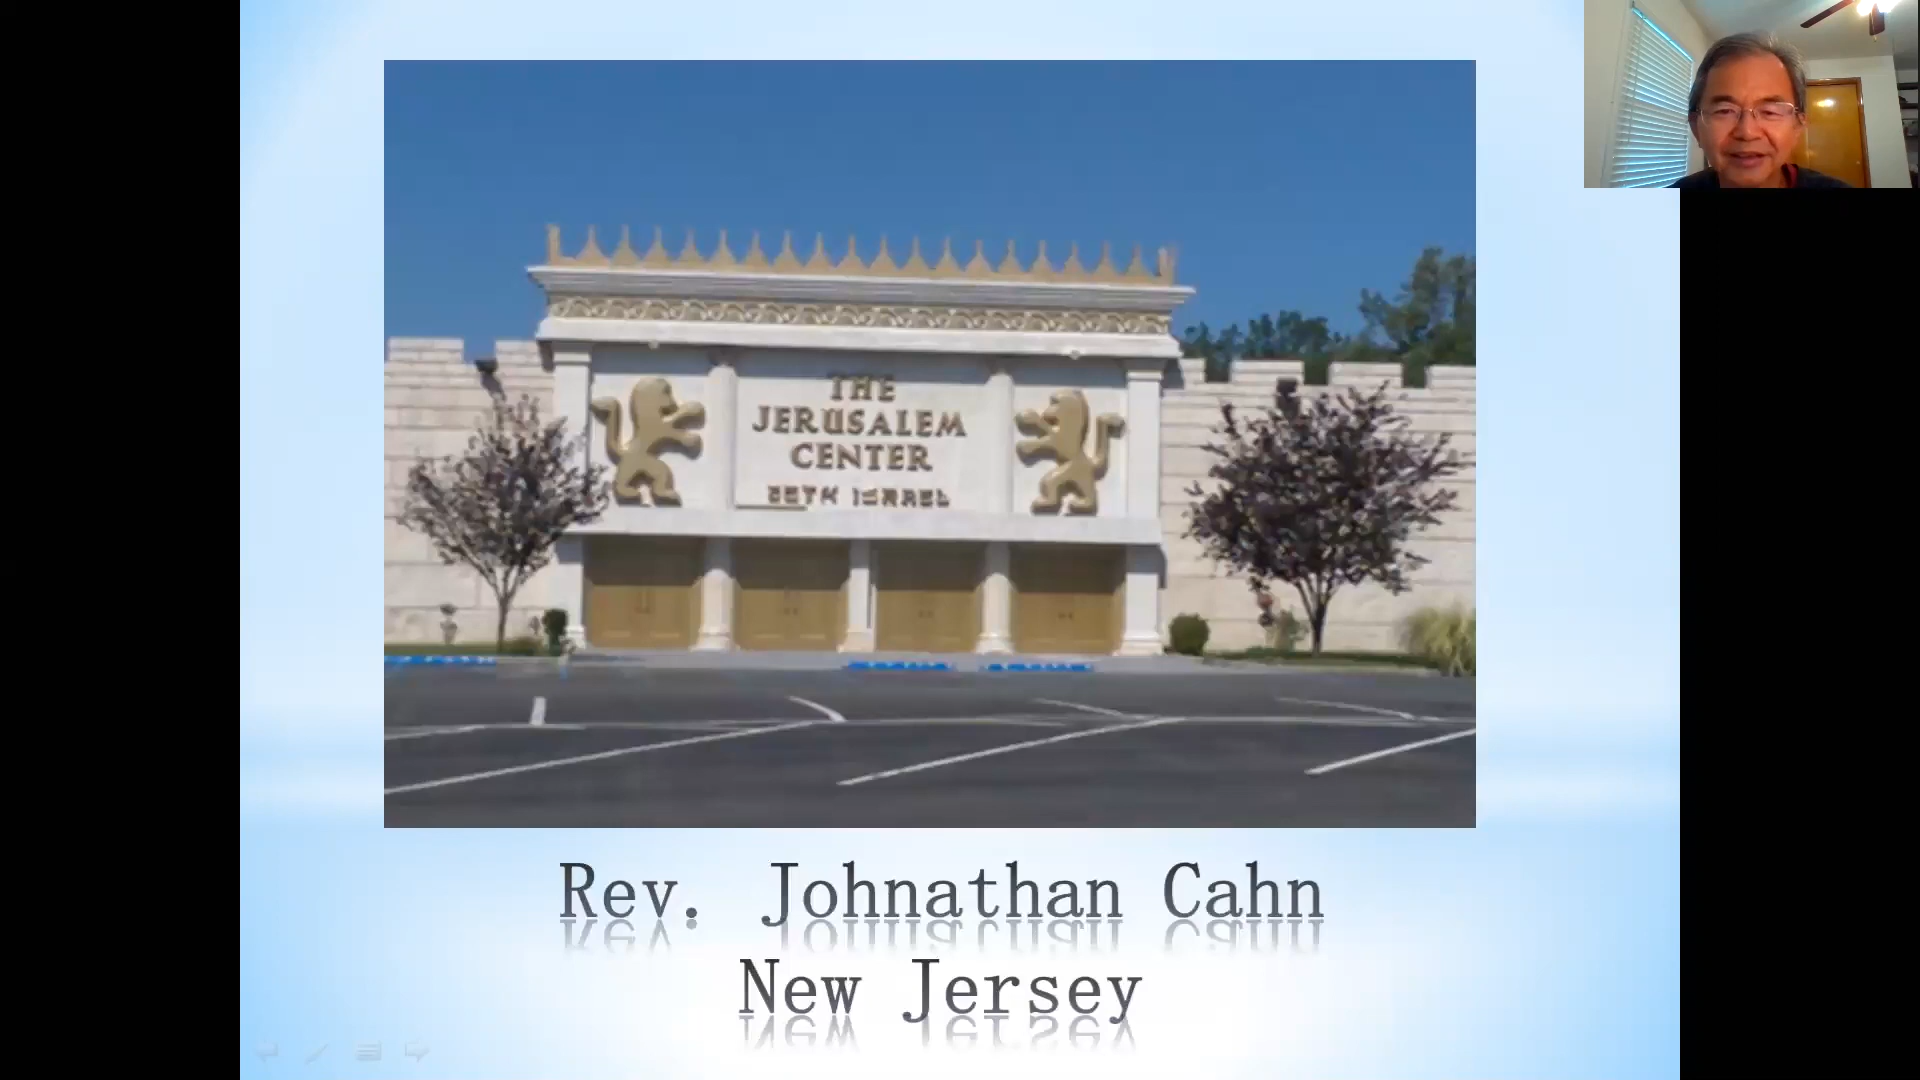 THE
JERUSALEM
CENTER
BETH ISRAEL
Rev. Johnathan Cahn
New Jersey